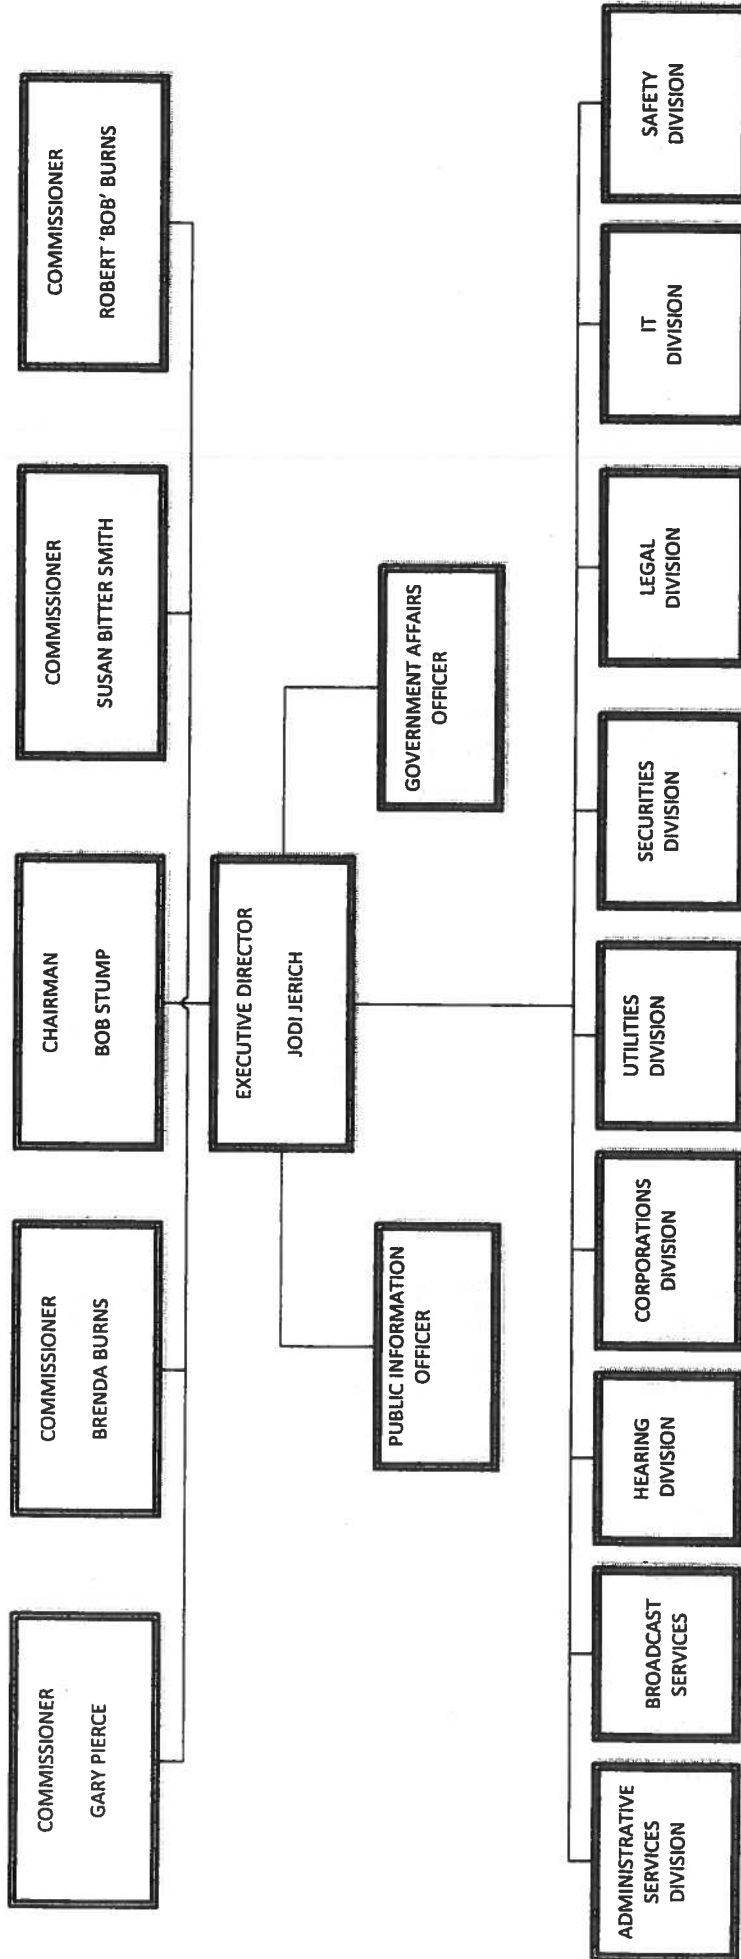 COMMISSIONER
GARY PIERCE
COMMISSIONER
BRENDA BURNS
CHAIRMAN
BOB STUMP
COMMISSIONER
SUSAN BITTER SMITH
COMMISSIONER
ROBERT 'BOB' BURNS
EXECUTIVE DIRECTOR
JODI JERICH
PUBLIC INFORMATION
OFFICER
GOVERNMENT AFFAIRS
OFFICER
ADMINISTRATIVE
SERVICES
DIVISION
BROADCAST
SERVICES
HEARING
DIVISION
CORPORATIONS
DIVISION
UTILITIES
DIVISION
SECURITIES
DIVISION
LEGAL
DIVISION
IT
DIVISION
SAFETY
DIVISION